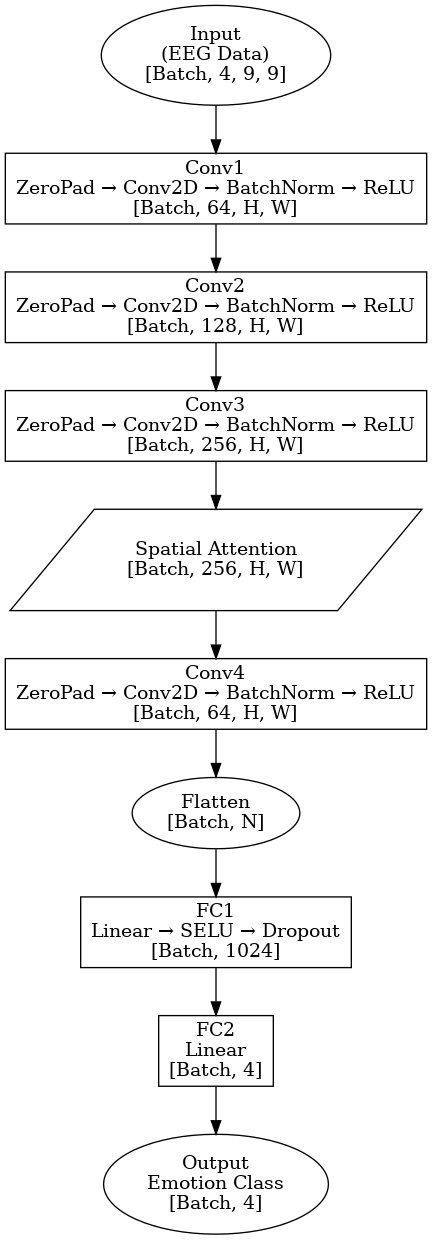 Input
(EEG Data)
[Batch, 4, 9, 9]
Conv1
ZeroPad → Conv2D → BatchNorm → ReLU
[Batch, 64, H, W]
Conv2
ZeroPad → Conv2D → BatchNorm → ReLU
[Batch, 128, H, W]
Conv3
ZeroPad → Conv2D → BatchNorm → ReLU
[Batch, 256, H, W]
Spatial Attention
[Batch, 256, H, W]
Conv4
ZeroPad → Conv2D → BatchNorm → ReLU
[Batch, 64, H, W]
Flatten
[Batch, N]
FC1
Linear → SELU → Dropout
[Batch, 1024]
FC2
Linear
[Batch, 4]
Output
Emotion Class
[Batch, 4]